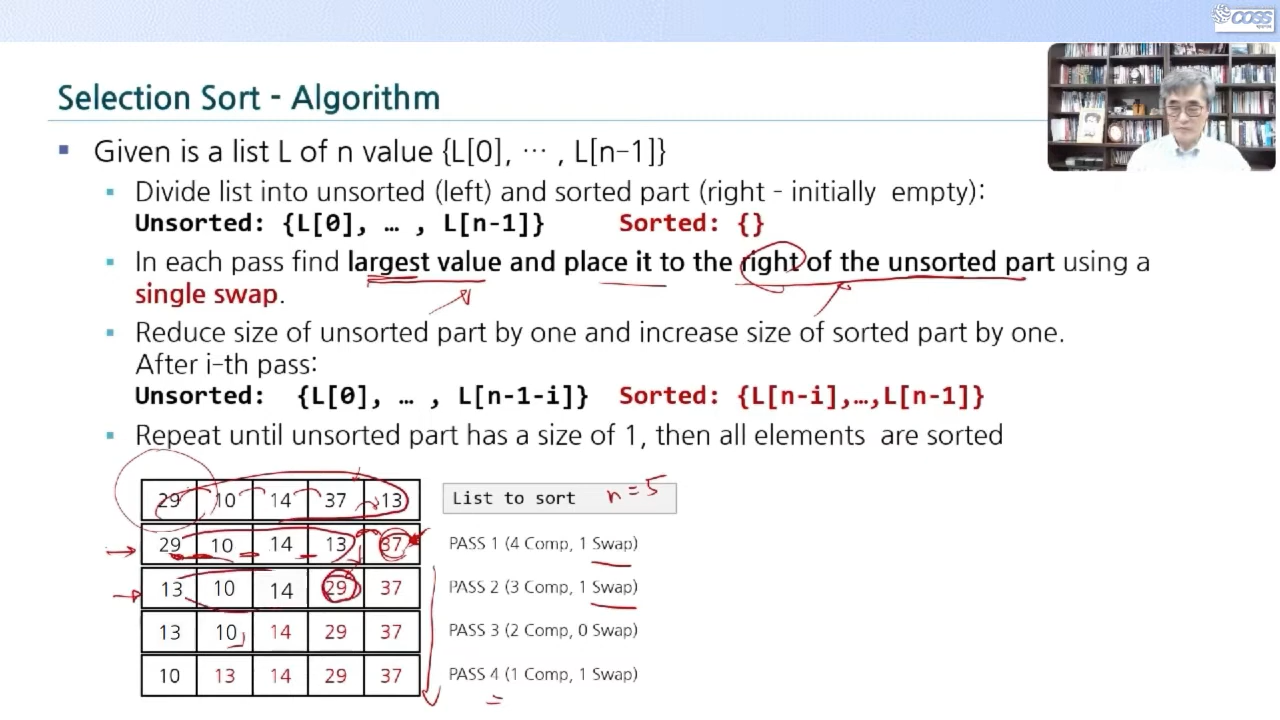 COSS
Selection Sort - Algorithm
▪ Given is a list L of n value {L[0], ⋯ , L[n-1]}
▪ Divide list into unsorted (left) and sorted part (right - initially empty):
Unsorted: {L[0], … , L[n-1]} Sorted: {}
▪ In each pass find largest value and place it to the right of the unsorted part using a
single swap.
▪ Reduce size of unsorted part by one and increase size of sorted part by one.
After i-th pass:
Unsorted: {L[0], … , L[n-1-i]} Sorted: {L[n-i],…,L[n-1]}
▪ Repeat until unsorted part has a size of 1, then all elements are sorted
29 10 14 37 13 List to sort n=5
29 10 14 13 37 PASS 1 (4 Comp, 1 Swap)
13 10 14 29 37 PASS 2 (3 Comp, 1 Swap)
13 10 14 29 37 PASS 3 (2 Comp, 0 Swap)
10 13 14 29 37 PASS 4 (1 Comp, 1 Swap)